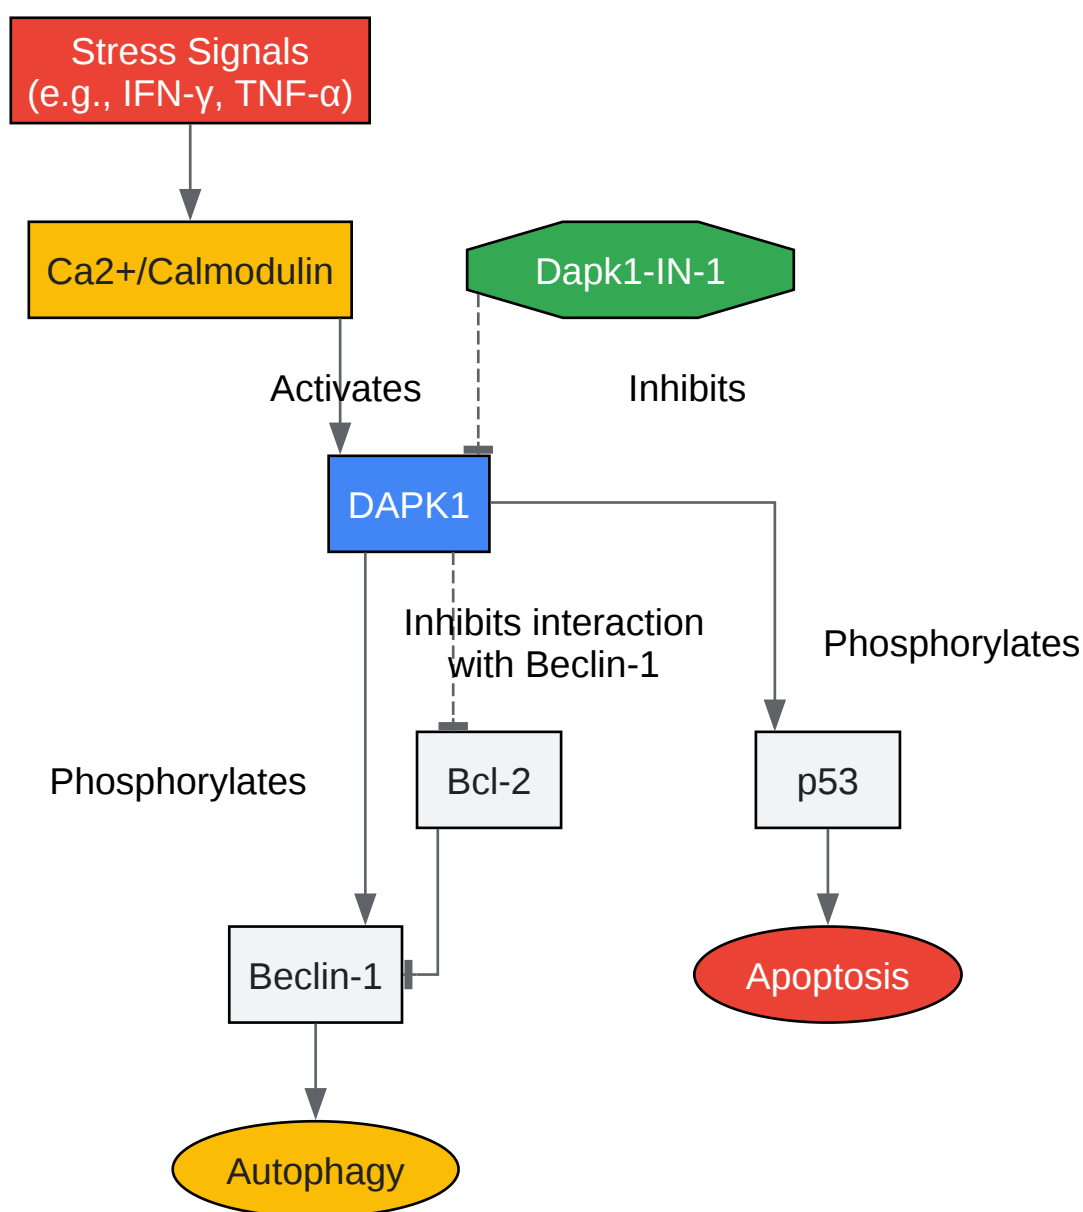 Stress Signals
(e.g., IFN-γ, TNF-α)
Ca2+/Calmodulin
Dapk1-IN-1
Activates
Inhibits
DAPK1
Inhibits interaction
with Beclin-1
Phosphorylates
Phosphorylates
Bcl-2
p53
Beclin-1
Apoptosis
Autophagy